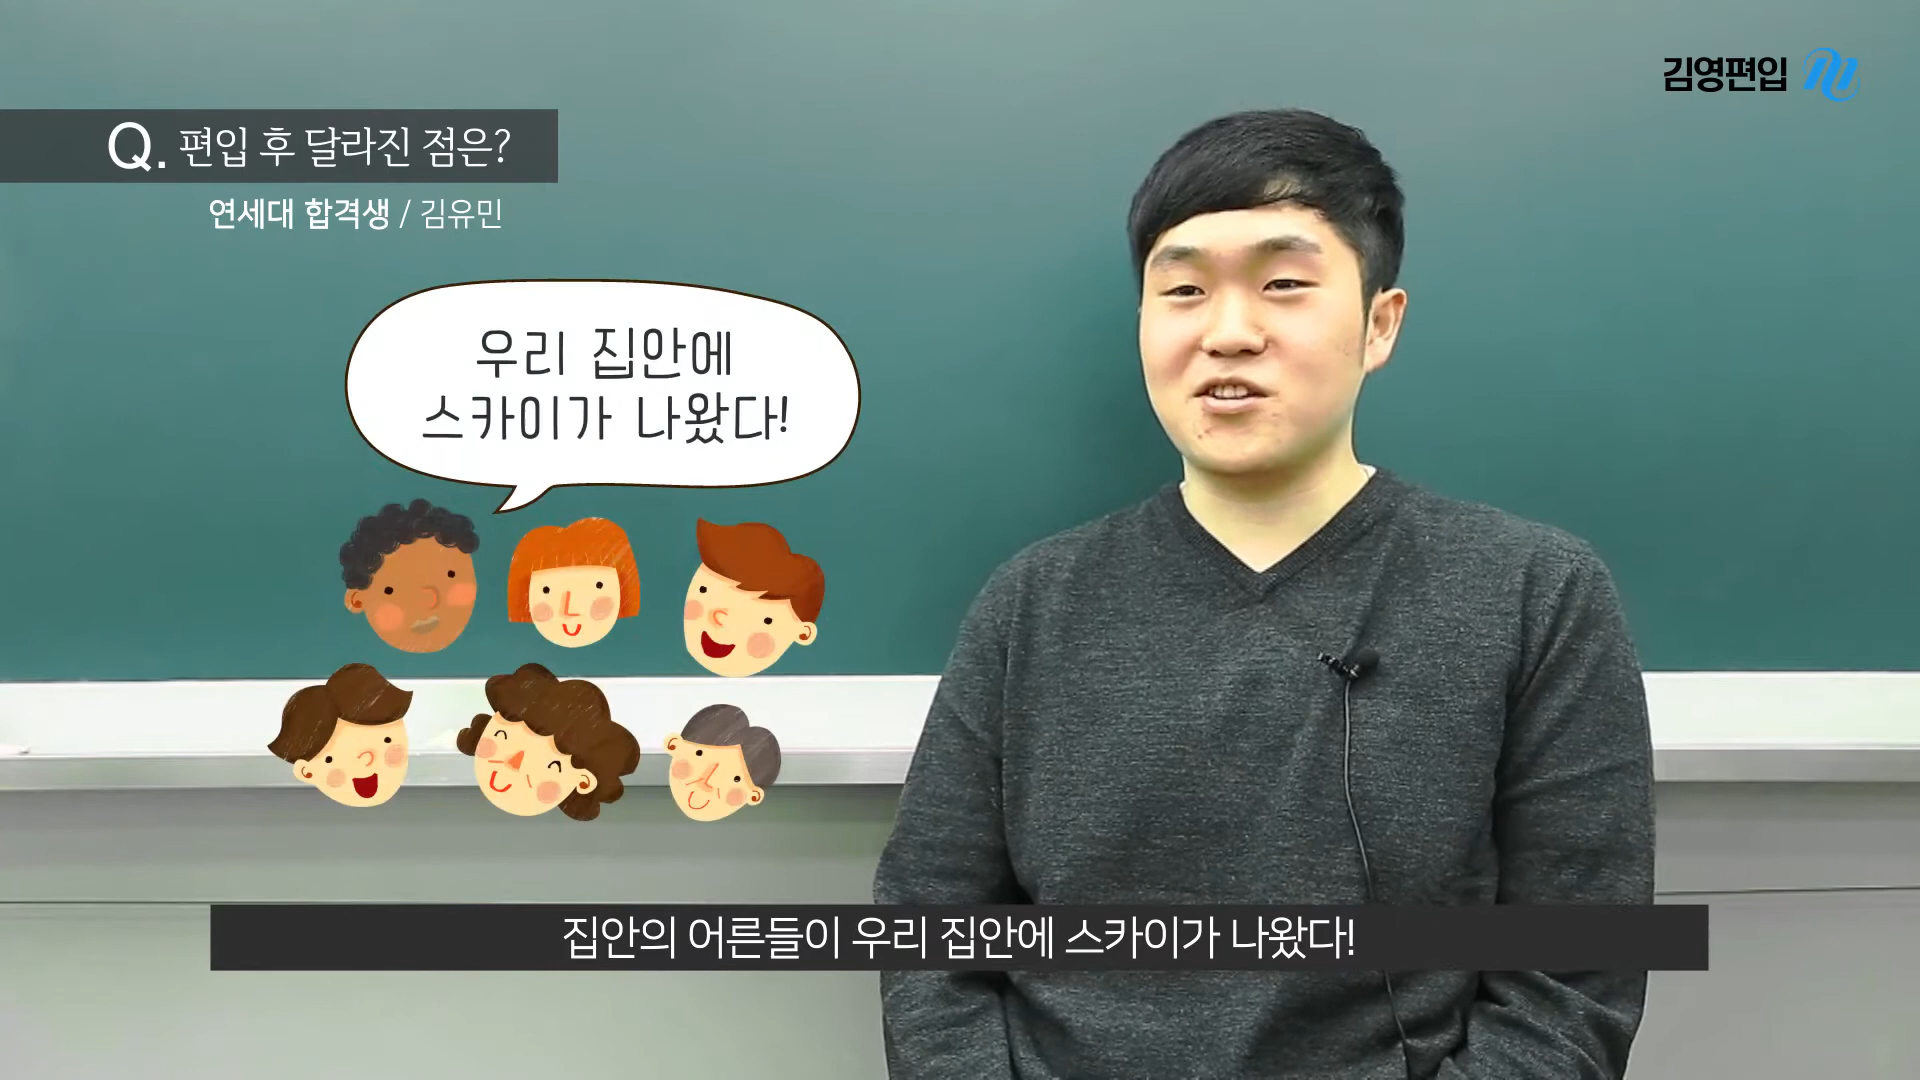 김영편입
Q. 편입 후 달라진 점은?
연세대 합격생 / 김유민
우리 집안에
스카이가 나왔다!
집안의 어른들이 우리 집안에 스카이가 나왔다!